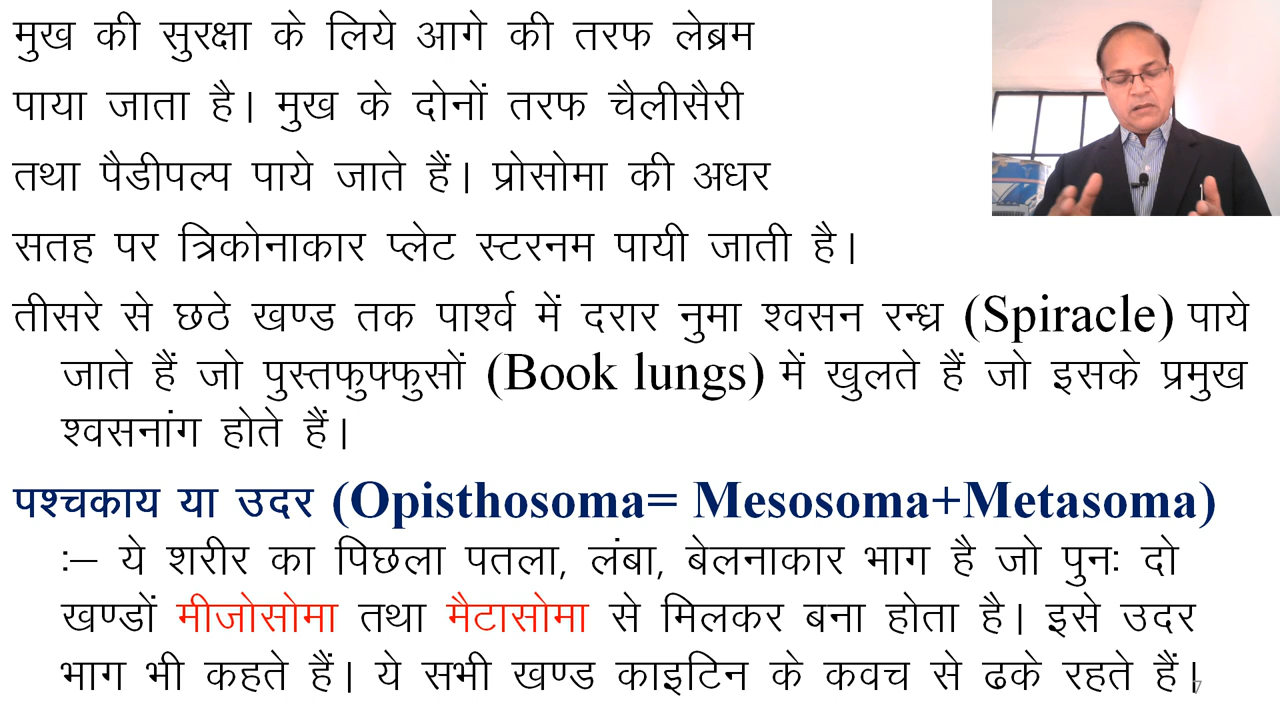 मुख की सुरक्षा के लिये आगे की तरफ लेब्रम
पाया जाता है। मुख के दोनों तरफ चैलीसैरी
तथा पैडीपल्प पाये जाते हैं। प्रोसोमा की अधर
सतह पर त्रिकोनाकार प्लेट स्टरनम पायी जाती है।
तीसरे से छठे खण्ड तक पार्श्व में दरार नुमा श्वसन रन्ध्र (Spiracle) पाये
जाते हैं जो पुस्तफुफ्फुसों (Book lungs) में खुलते हैं जो इसके प्रमुख
श्वसनांग होते हैं।
पश्चकाय या उदर (Opisthosoma= Mesosoma+Metasoma)
:– ये शरीर का पिछला पतला, लंबा, बेलनाकार भाग है जो पुनः दो
खण्डों मीजोसोमा तथा मैटासोमा से मिलकर बना होता है। इसे उदर
भाग भी कहते हैं। ये सभी खण्ड काइटिन के कवच से ढके रहते हैं।
7